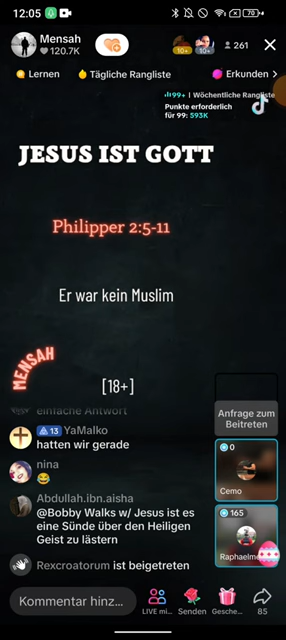 12:05
70
Mensah
120.7K
10+
10+
261
Lernen
Tägliche Rangliste
Erkunden
99+ | Wöchentliche Rangliste
Punkte erforderlich
für 99: 593K
JESUS IST GOTT
Philipper 2:5-11
Er war kein Muslim
MENSAH
[18+]
einfache Antwort
13 YaMalko
hatten wir gerade
nina
😂
Abdullah.ibn.aisha
@Bobby Walks w/ Jesus ist es
eine Sünde über den Heiligen
Geist zu lästern
Rexcroatorum ist beigetreten
Anfrage zum
Beitreten
0
Cemo
165
Raphaelme
Kommentar hinz...
LIVE mi...
Senden
Gesche...
85